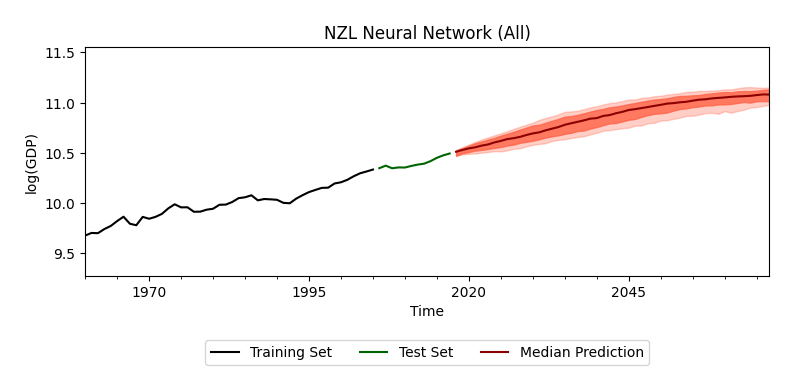 NZL Neural Network (All)
11.5
11.0
10.5
10.0
9.5
log(GDP)
1970 1995 2020 2045
Time
Training Set Test Set Median Prediction